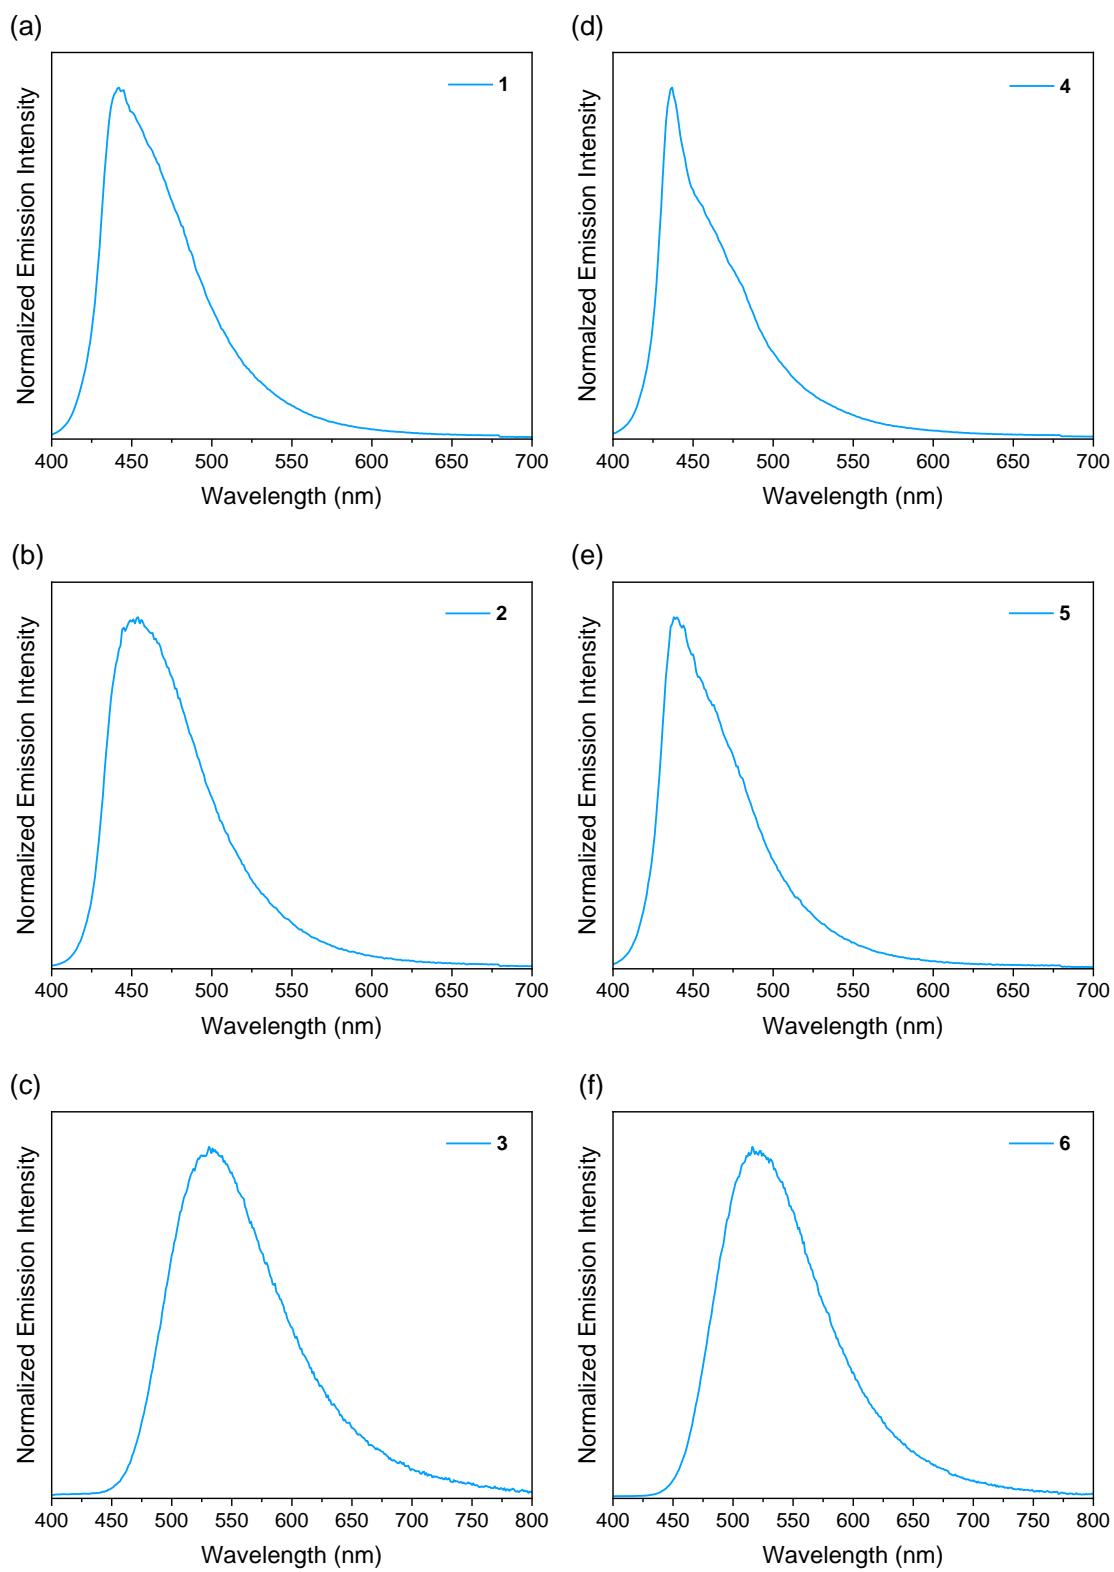 (a)
1
Normalized Emission Intensity
400 450 500 550 600 650 700
Wavelength (nm)
(d)
4
Normalzed Emission Intensity
400 450 500 550 600 650 700
Wavelength (nm)
(b)
2
Normalized Emission Intensity
400 450 500 550 600 650 700
Wavelength (nm)
(e)
5
Normalized Emission Intensity
400 450 500 550 600 650 700
Wavelength (nm)
(c)
3
Normalized Emission Intensity
400 450 500 550 600 650 700 750 800
Wavelength (nm)
(f)
6
Normalized Emission Intensity
400 450 500 550 600 650 700 750 800
Wavelength (nm)